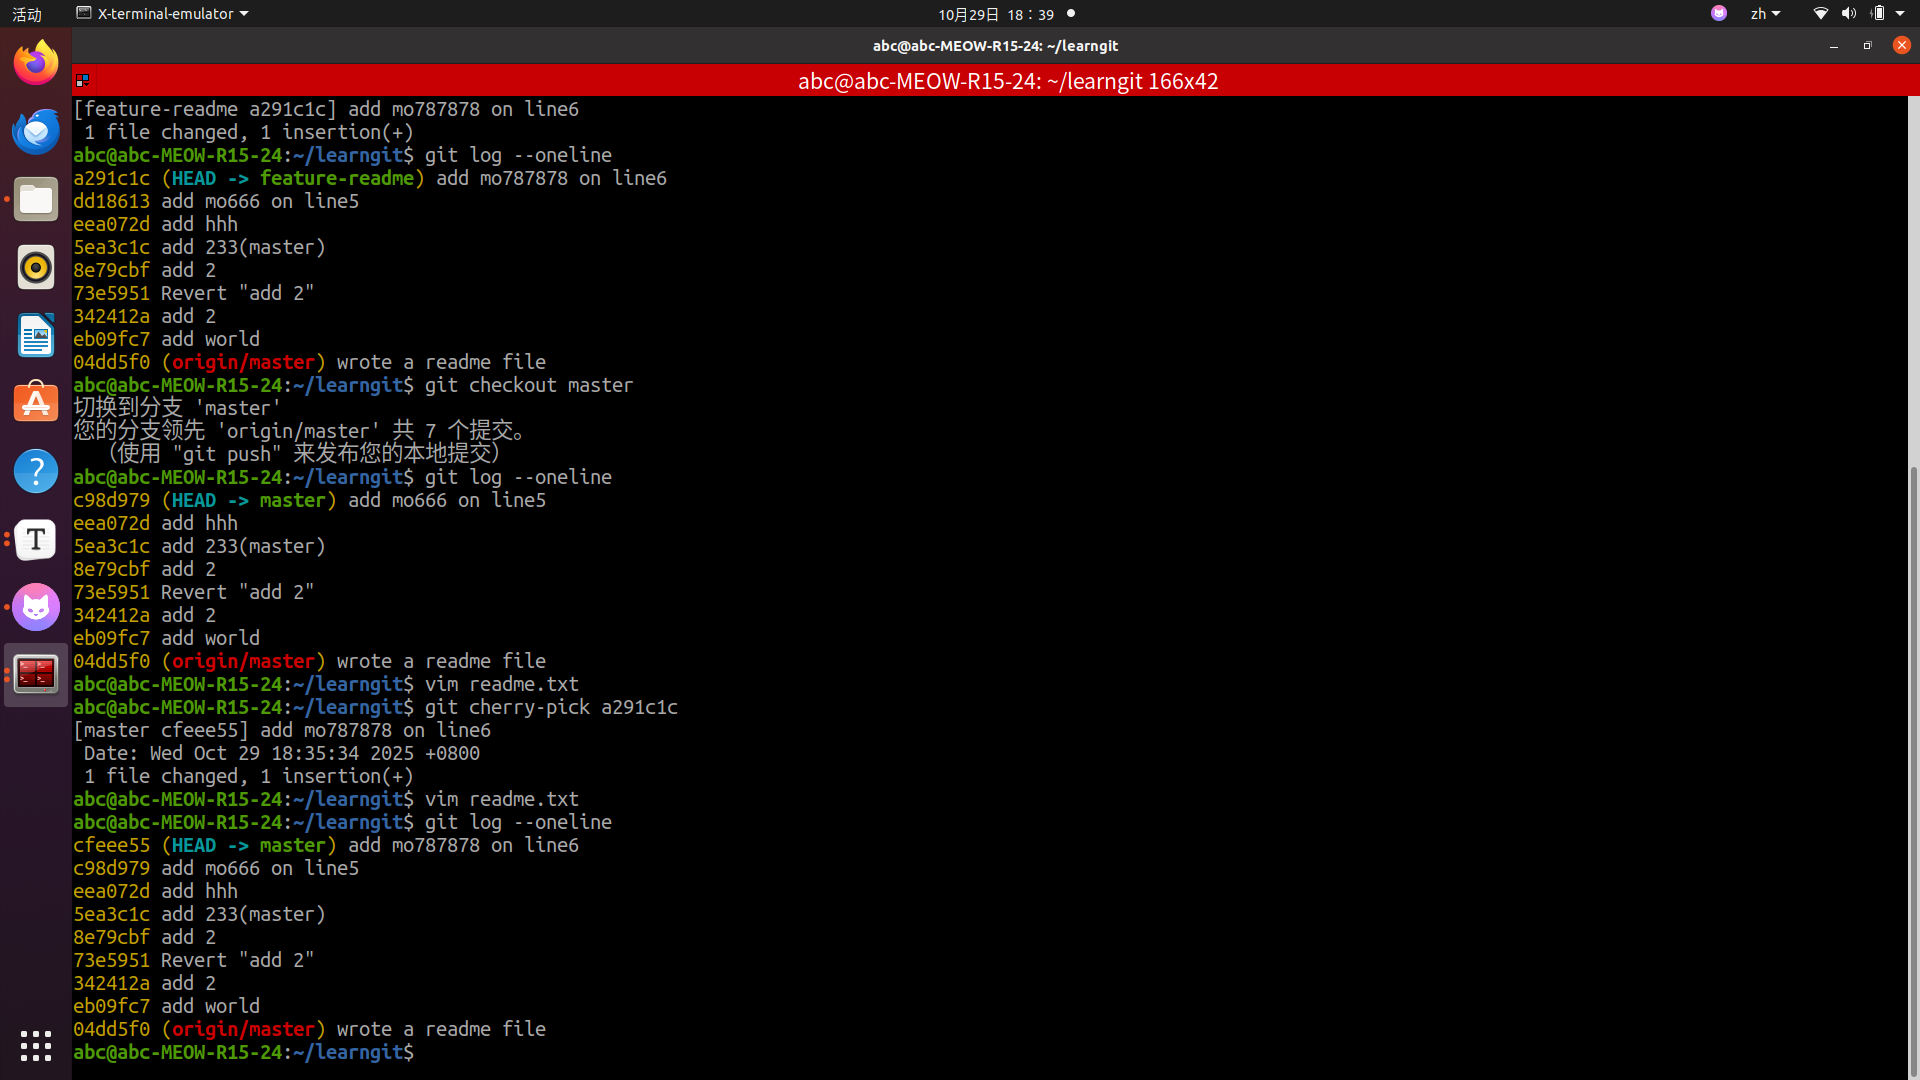 活动 X-terminal-emulator 10月29日 18：39 zh
abc@abc-MEOW-R15-24: ~/learngit
abc@abc-MEOW-R15-24: ~/learngit 166x42
[feature-readme a291c1c] add mo787878 on line6
 1 file changed, 1 insertion(+)
abc@abc-MEOW-R15-24:~/learngit$ git log --oneline
a291c1c (HEAD -> feature-readme) add mo787878 on line6
dd18613 add mo666 on line5
eea072d add hhh
5ea3c1c add 233(master)
8e79cbf add 2
73e5951 Revert "add 2"
342412a add 2
eb09fc7 add world
04dd5f0 (origin/master) wrote a readme file
abc@abc-MEOW-R15-24:~/learngit$ git checkout master
切换到分支 'master'
您的分支领先 'origin/master' 共 7 个提交。
  （使用 "git push" 来发布您的本地提交）
abc@abc-MEOW-R15-24:~/learngit$ git log --oneline
c98d979 (HEAD -> master) add mo666 on line5
eea072d add hhh
5ea3c1c add 233(master)
8e79cbf add 2
73e5951 Revert "add 2"
342412a add 2
eb09fc7 add world
04dd5f0 (origin/master) wrote a readme file
abc@abc-MEOW-R15-24:~/learngit$ vim readme.txt
abc@abc-MEOW-R15-24:~/learngit$ git cherry-pick a291c1c
[master cfeee55] add mo787878 on line6
 Date: Wed Oct 29 18:35:34 2025 +0800
 1 file changed, 1 insertion(+)
abc@abc-MEOW-R15-24:~/learngit$ vim readme.txt
abc@abc-MEOW-R15-24:~/learngit$ git log --oneline
cfeee55 (HEAD -> master) add mo787878 on line6
c98d979 add mo666 on line5
eea072d add hhh
5ea3c1c add 233(master)
8e79cbf add 2
73e5951 Revert "add 2"
342412a add 2
eb09fc7 add world
04dd5f0 (origin/master) wrote a readme file
abc@abc-MEOW-R15-24:~/learngit$